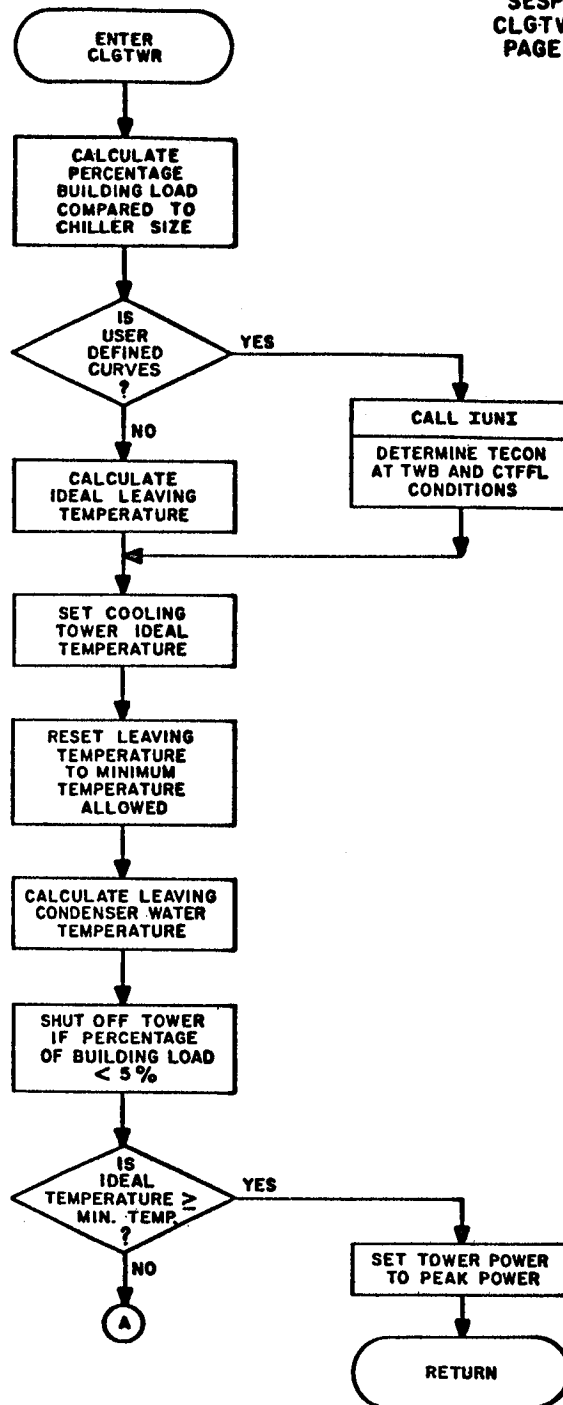 SESP
CLGTW
PAGE
ENTER
CLGTWR
CALCULATE
PERCENTAGE
BUILDING LOAD
COMPARED TO
CHILLER SIZE
IS
USER
DEFINED
CURVES
?
YES
NO
CALL IUNI
DETERMINE TECON
AT TWB AND CTFFL
CONDITIONS
CALCULATE
IDEAL LEAVING
TEMPERATURE
SET COOLING
TOWER IDEAL
TEMPERATURE
RESET LEAVING
TEMPERATURE
TO MINIMUM
TEMPERATURE
ALLOWED
CALCULATE LEAVING
CONDENSER WATER
TEMPERATURE
SHUT OFF TOWER
IF PERCENTAGE
OF BUILDING LOAD
< 5%
IS
IDEAL
TEMPERATURE ≥
MIN. TEMP.
?
YES
NO
SET TOWER POWER
TO PEAK POWER
A
RETURN